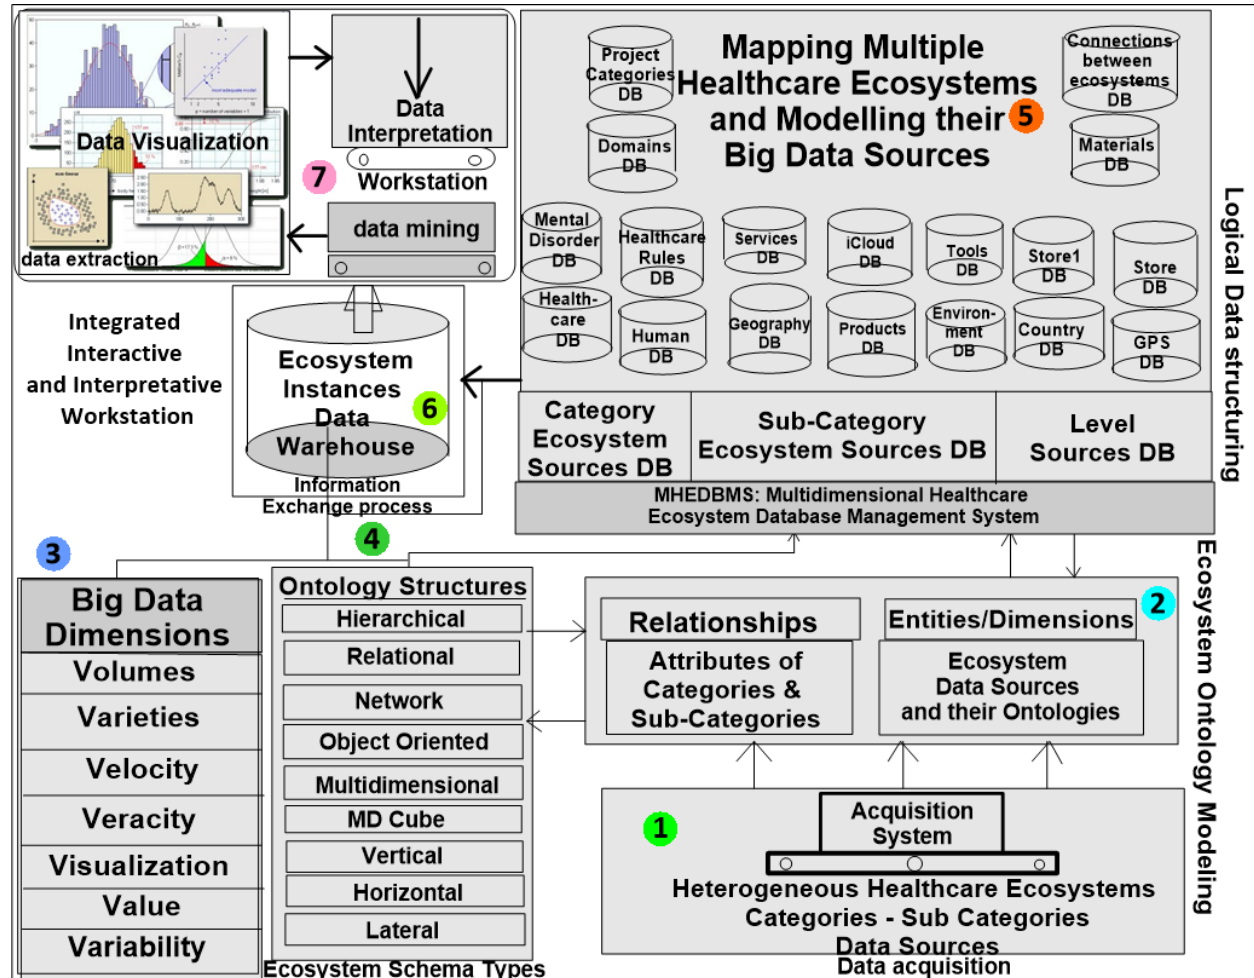 Data Visualization
data extraction
Data
Interpretation
Workstation
7
data mining
Mapping Multiple
Healthcare Ecosystems
and Modelling their
Big Data Sources
5
Project
Categories
DB
Domains
DB
Connections
between
ecosystems
DB
Materials
DB
Mental
Disorder
DB
Healthcare
Rules
DB
Services
DB
iCloud
DB
Tools
DB
Store1
DB
Store
DB
Health-
care
DB
Human
DB
Geography
DB
Products
DB
Environ-
ment
DB
Country
DB
GPS
DB
Logical Data structuring
Integrated
Interactive
and Interpretative
Workstation
Ecosystem
Instances
Data
Warehouse
6
Information
Exchange process
Category
Ecosystem
Sources DB
Sub-Category
Ecosystem Sources DB
Level
Sources DB
MHEDBMS: Multidimensional Healthcare
Ecosystem Database Management System
3
4
Big Data
Dimensions
Volumes
Varieties
Velocity
Veracity
Visualization
Value
Variability
Ontology Structures
Hierarchical
Relational
Network
Object Oriented
Multidimensional
MD Cube
Vertical
Horizontal
Lateral
Ecosystem Schema Types
2
Relationships
Attributes of
Categories &
Sub-Categories
Entities/Dimensions
Ecosystem
Data Sources
and their Ontologies
Ecosystem Ontology Modeling
1
Acquisition
System
Heterogeneous Healthcare Ecosystems
Categories - Sub Categories
Data Sources
Data acquisition